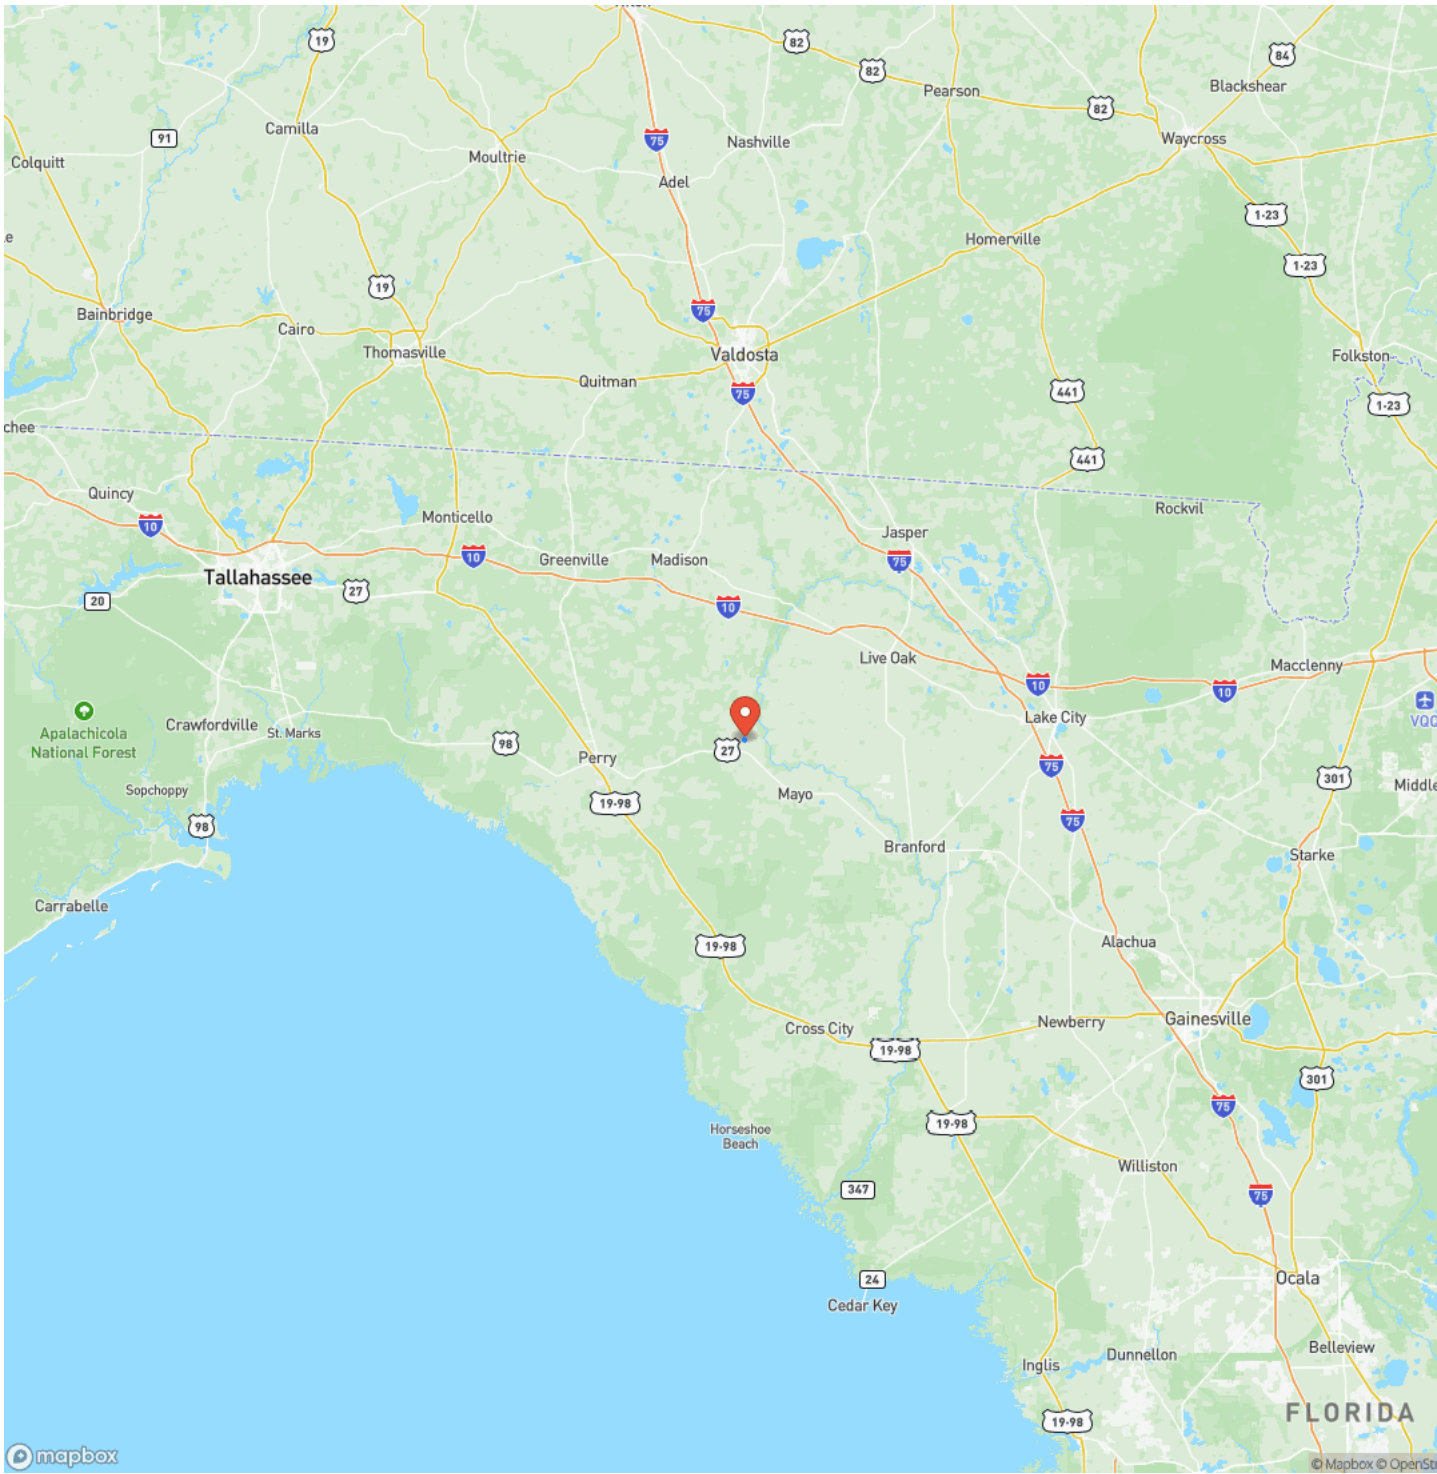 19
82
84
82
Blackshear
Pearson
82
Camilla
91
75
Nashville
Waycross
Moultrie
Colquitt
Adel
1-23
Homerville
1-23
19
75
Bainbridge
Cairo
Thomasville
Valdosta
Folkston
Quitman
75
441
1-23
chee
441
Quincy
Rockvil
10
Monticello
Jasper
10
Greenville
Madison
75
Tallahassee
27
20
10
Live Oak
Macclenny
10
10
Apalachicola
National Forest
Crawfordville
St. Marks
98
Lake City
VQQ
Perry
27
75
301
Middle
Sopchoppy
19-98
Mayo
98
75
Branford
Starke
Carrabelle
19-98
Alachua
Cross City
Newberry
Gainesville
19-98
301
75
19-98
Horseshoe
Beach
Williston
347
75
24
Ocala
Cedar Key
Belleview
Inglis
Dunnellon
19-98
FLORIDA
mapbox
© Mapbox © OpenStr